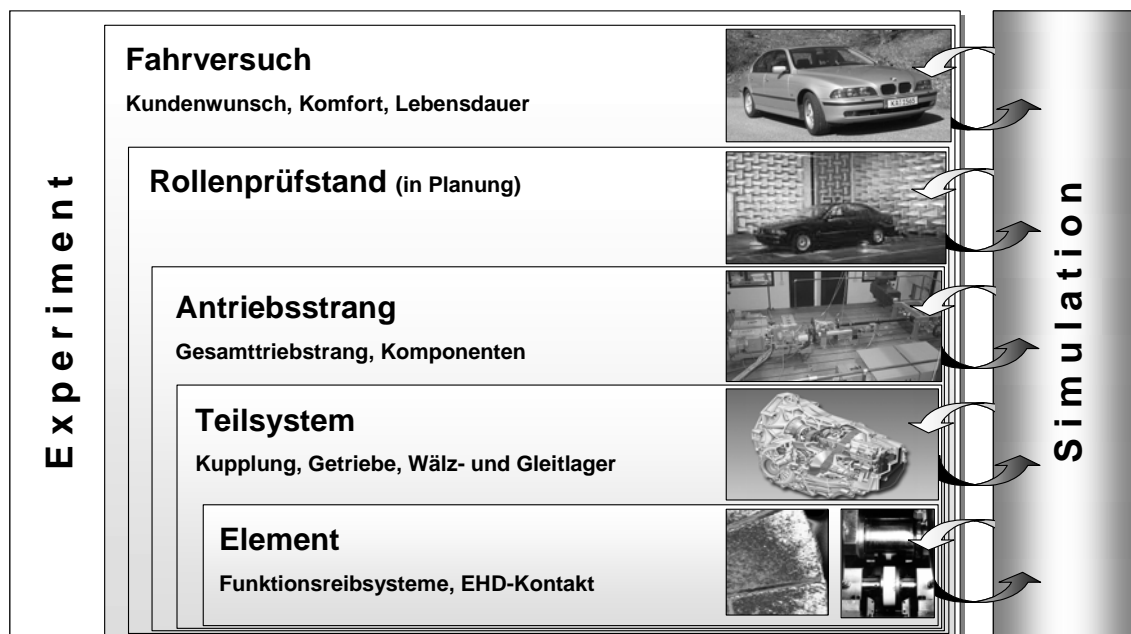 Experiment
Fahrversuch
Kundenwunsch, Komfort, Lebensdauer
Rollenprüfstand (in Planung)
Antriebsstrang
Gesamttriebstrang, Komponenten
Teilsystem
Kupplung, Getriebe, Wälz- und Gleitlager
Element
Funktionsreibsysteme, EHD-Kontakt
Simulation